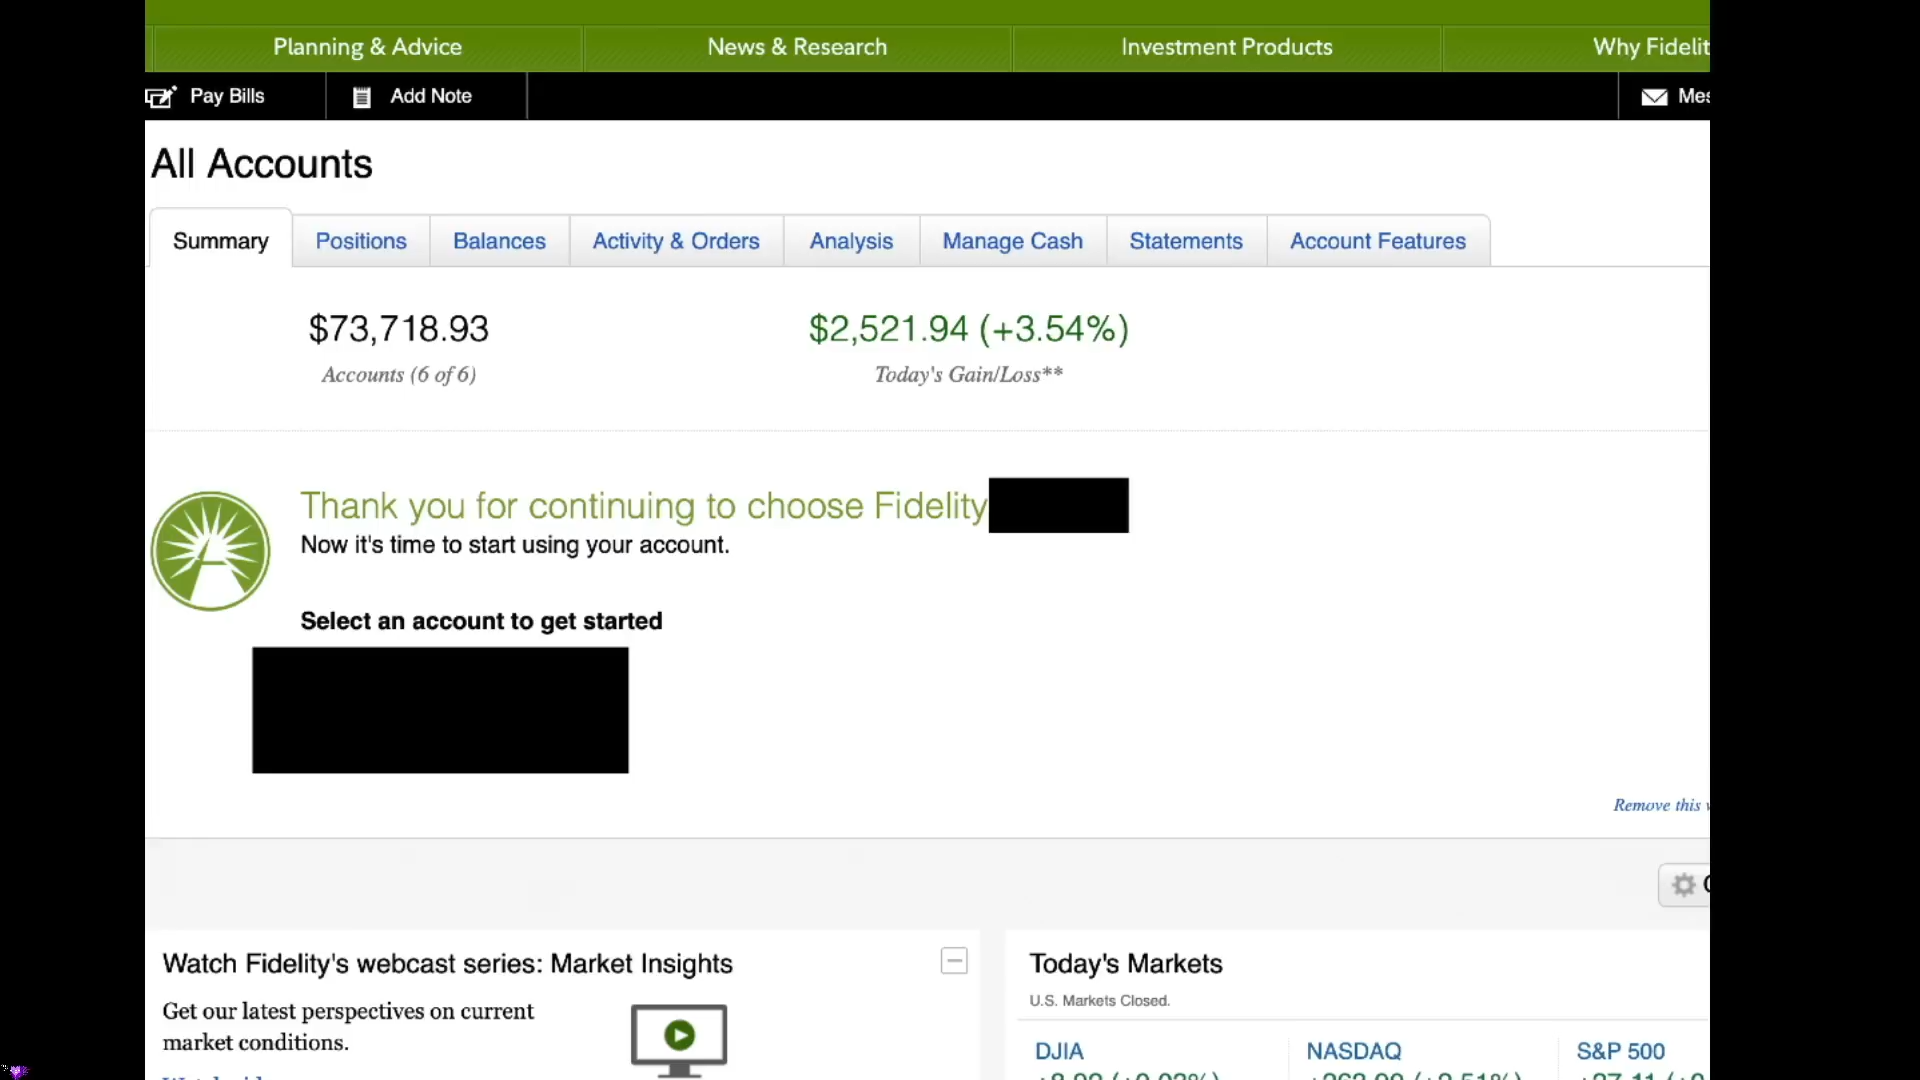 Planning & Advice
News & Research
Investment Products
Why
Pay Bills
Add Note
All Accounts
Summary
Positions
Balances
Activity & Orders
Analysis
Manage Cash
Statements
Account Features
$73,718.93
$2,521.94 (+3.54%)
Accounts (6 of 6)
Today's Gain/Loss**
Thank you for continuing to choose Fidelity
Now it's time to start using your account.
Select an account to get started
Remove this
Watch Fidelity's webcast series: Market Insights
Get our latest perspectives on current
market conditions.
Today's Markets
U.S. Markets Closed.
DJIA
NASDAQ
S&P 500